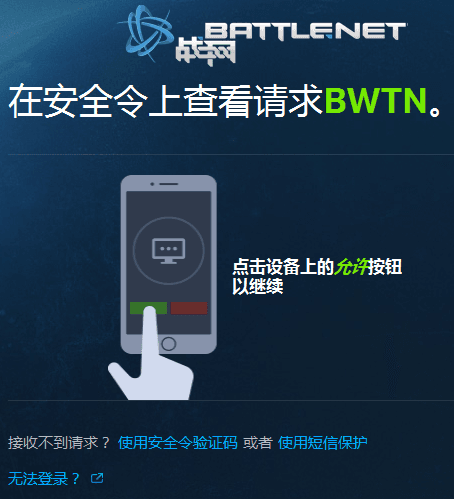 战网 BATTLE.NET
在安全令上查看请求BWTN。
点击设备上的允许按钮
以继续
接收不到请求？ 使用安全令验证码 或者 使用短信保护
无法登录？